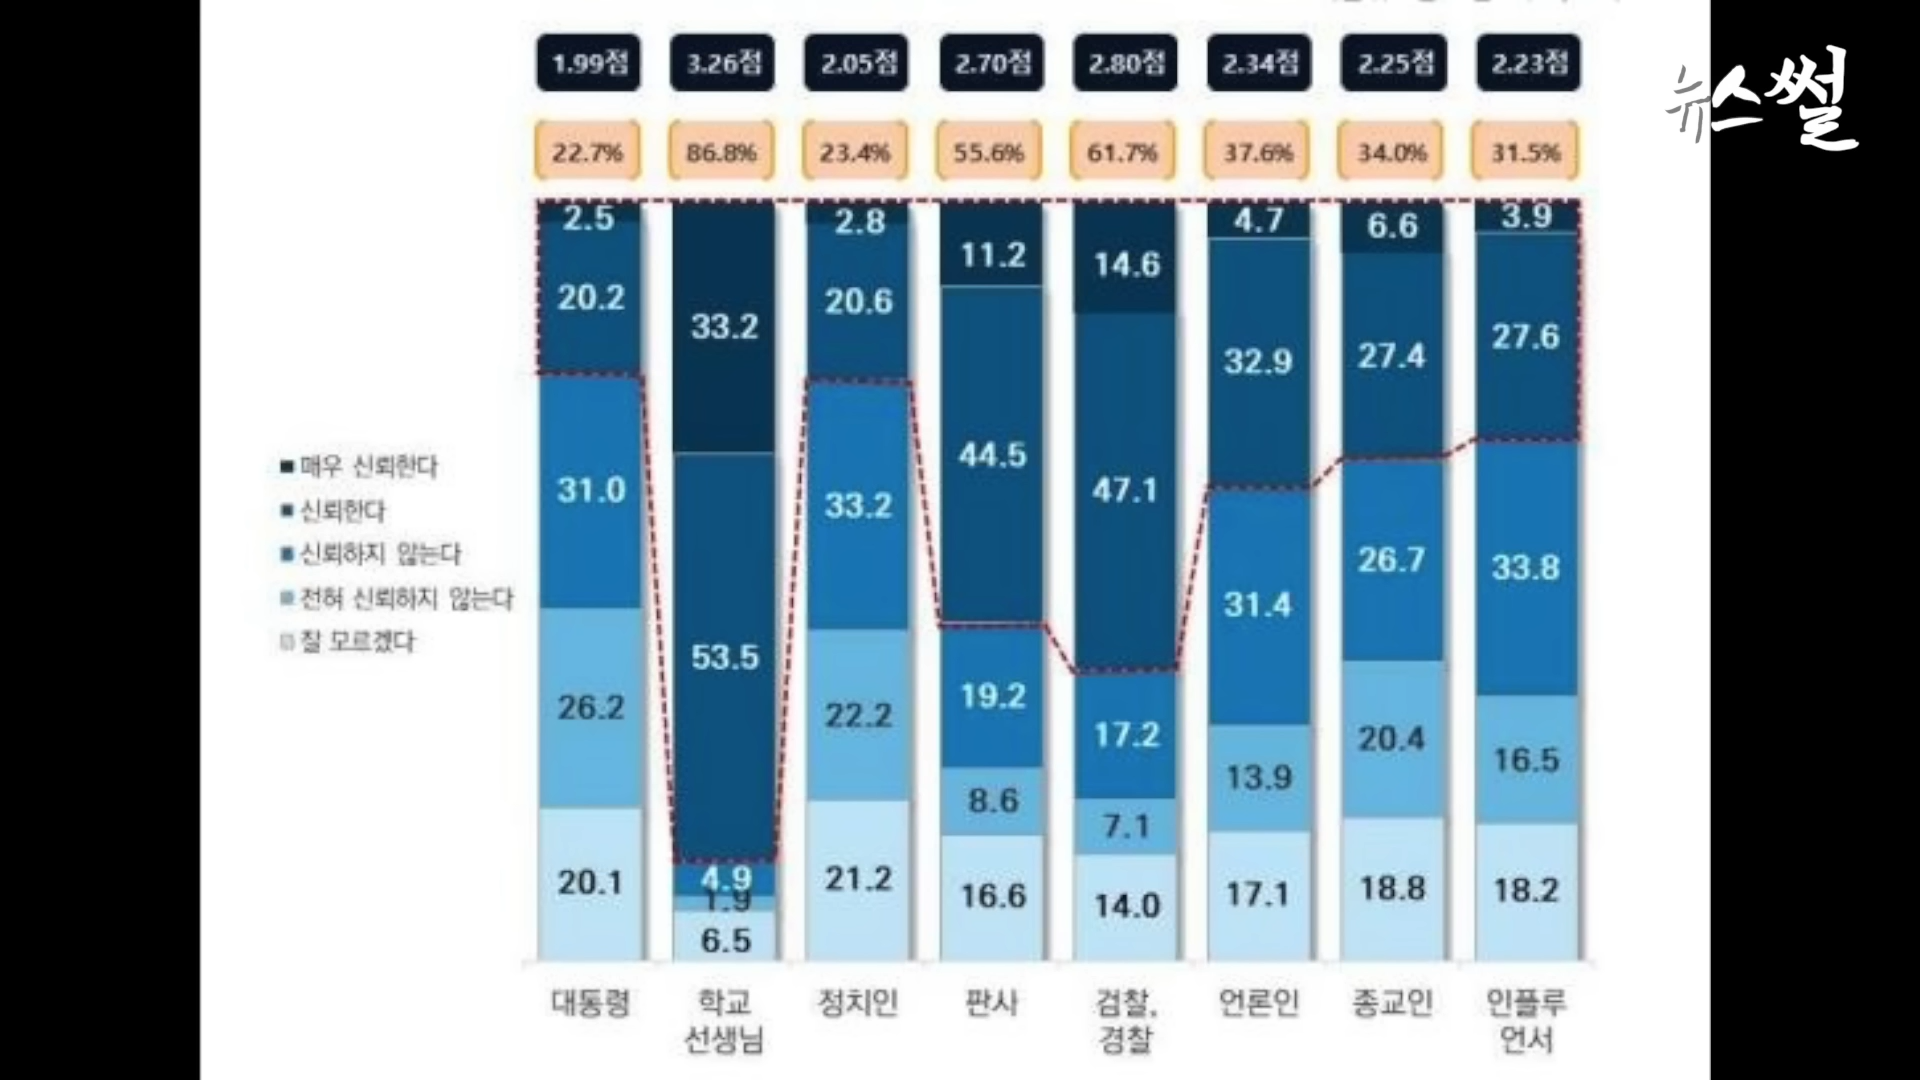 뉴스썰
1.99점 3.26점 2.05점 2.70점 2.80점 2.34점 2.25점 2.23점
22.7% 86.8% 23.4% 55.6% 61.7% 37.6% 34.0% 31.5%
2.5 33.2 2.8 11.2 14.6 4.7 6.6 3.9
20.2 53.5 20.6 44.5 47.1 32.9 27.4 27.6
31.0 4.9 33.2 19.2 17.2 31.4 26.7 33.8
26.2 1.9 22.2 8.6 7.1 13.9 20.4 16.5
20.1 6.5 21.2 16.6 14.0 17.1 18.8 18.2
매우 신뢰한다
신뢰한다
신뢰하지 않는다
전혀 신뢰하지 않는다
잘 모르겠다
대통령 학교 정치인 판사 검찰, 언론인 종교인 인플루
선생님 경찰 언서